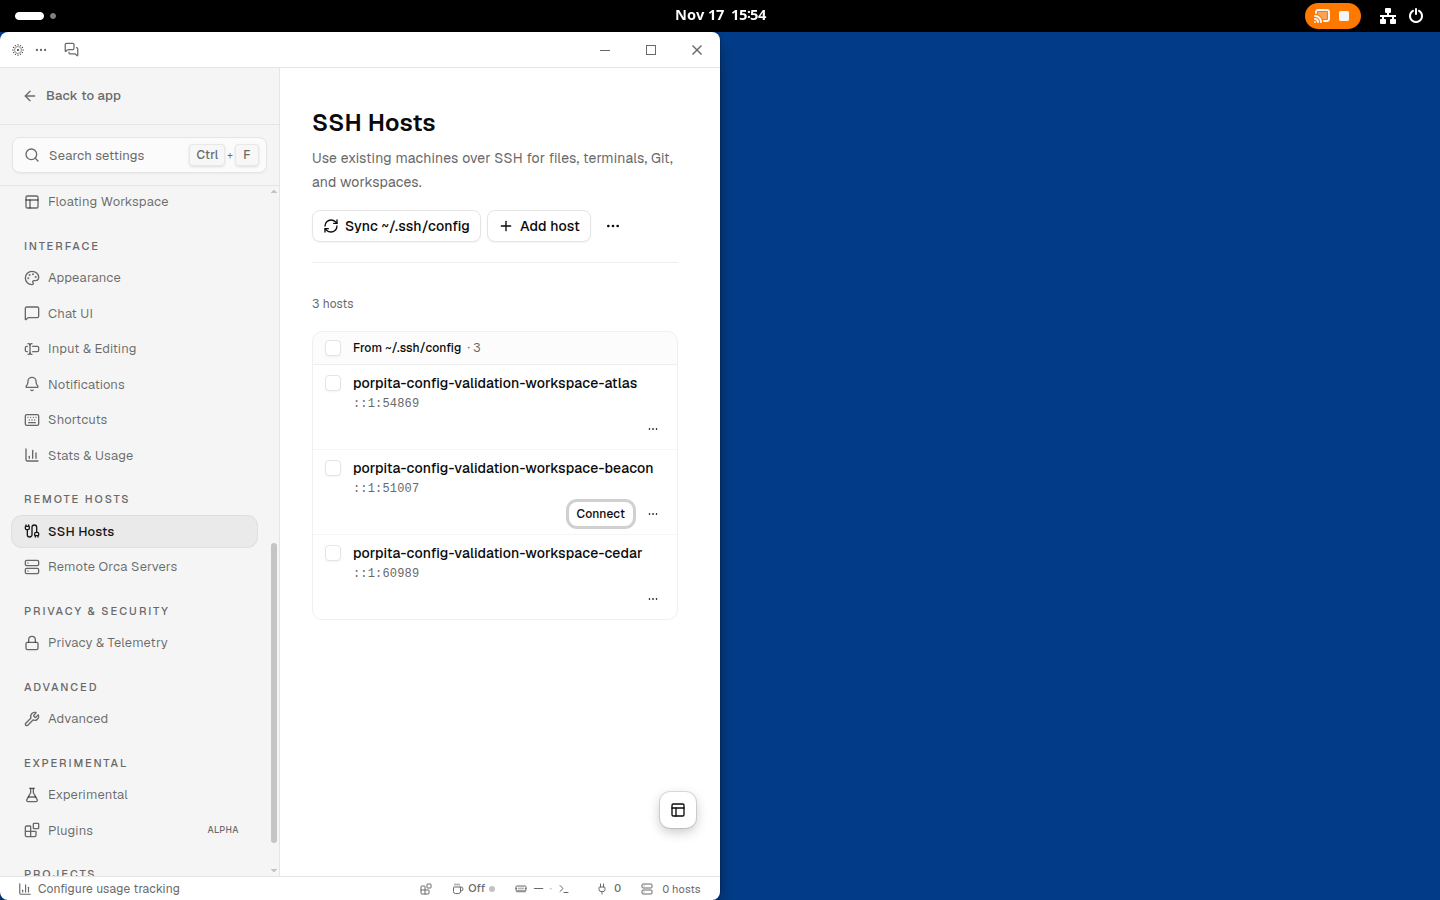 Nov 17 15:54
Back to app
Search settings Ctrl + F
Floating Workspace
INTERFACE
Appearance
Chat UI
Input & Editing
Notifications
Shortcuts
Stats & Usage
REMOTE HOSTS
SSH Hosts
Remote Orca Servers
PRIVACY & SECURITY
Privacy & Telemetry
ADVANCED
Advanced
EXPERIMENTAL
Experimental
Plugins ALPHA
PROJECTS
SSH Hosts
Use existing machines over SSH for files, terminals, Git,
and workspaces.
Sync ~/.ssh/config Add host
3 hosts
From ~/.ssh/config · 3
porpita-config-validation-workspace-atlas
::1:54869
porpita-config-validation-workspace-beacon
::1:51007
Connect
porpita-config-validation-workspace-cedar
::1:60989
Configure usage tracking Off — · 0 0 hosts